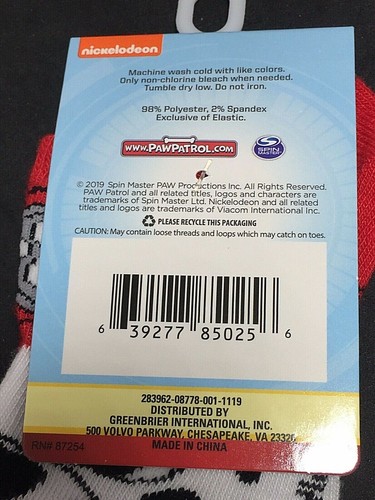 nickelodeon
Machine wash cold with like colors.
Only non-chlorine bleach when needed.
Tumble dry low. Do not iron.
98% Polyester, 2% Spandex
Exclusive of Elastic.
WWW.PAWPATROL.COM
SPIN MASTER
© 2019 Spin Master PAW Productions Inc. All Rights Reserved.
PAW Patrol and all related titles, logos and characters are
trademarks of Spin Master Ltd. Nickelodeon and all related
titles and logos are trademarks of Viacom International Inc.
PLEASE RECYCLE THIS PACKAGING
CAUTION: May contain loose threads and loops which may catch on toes.
6 39277 85025 6
283962-08778-001-1119
DISTRIBUTED BY
GREENBRIER INTERNATIONAL, INC.
500 VOLVO PARKWAY, CHESAPEAKE, VA 23320
RN# 87254
MADE IN CHINA